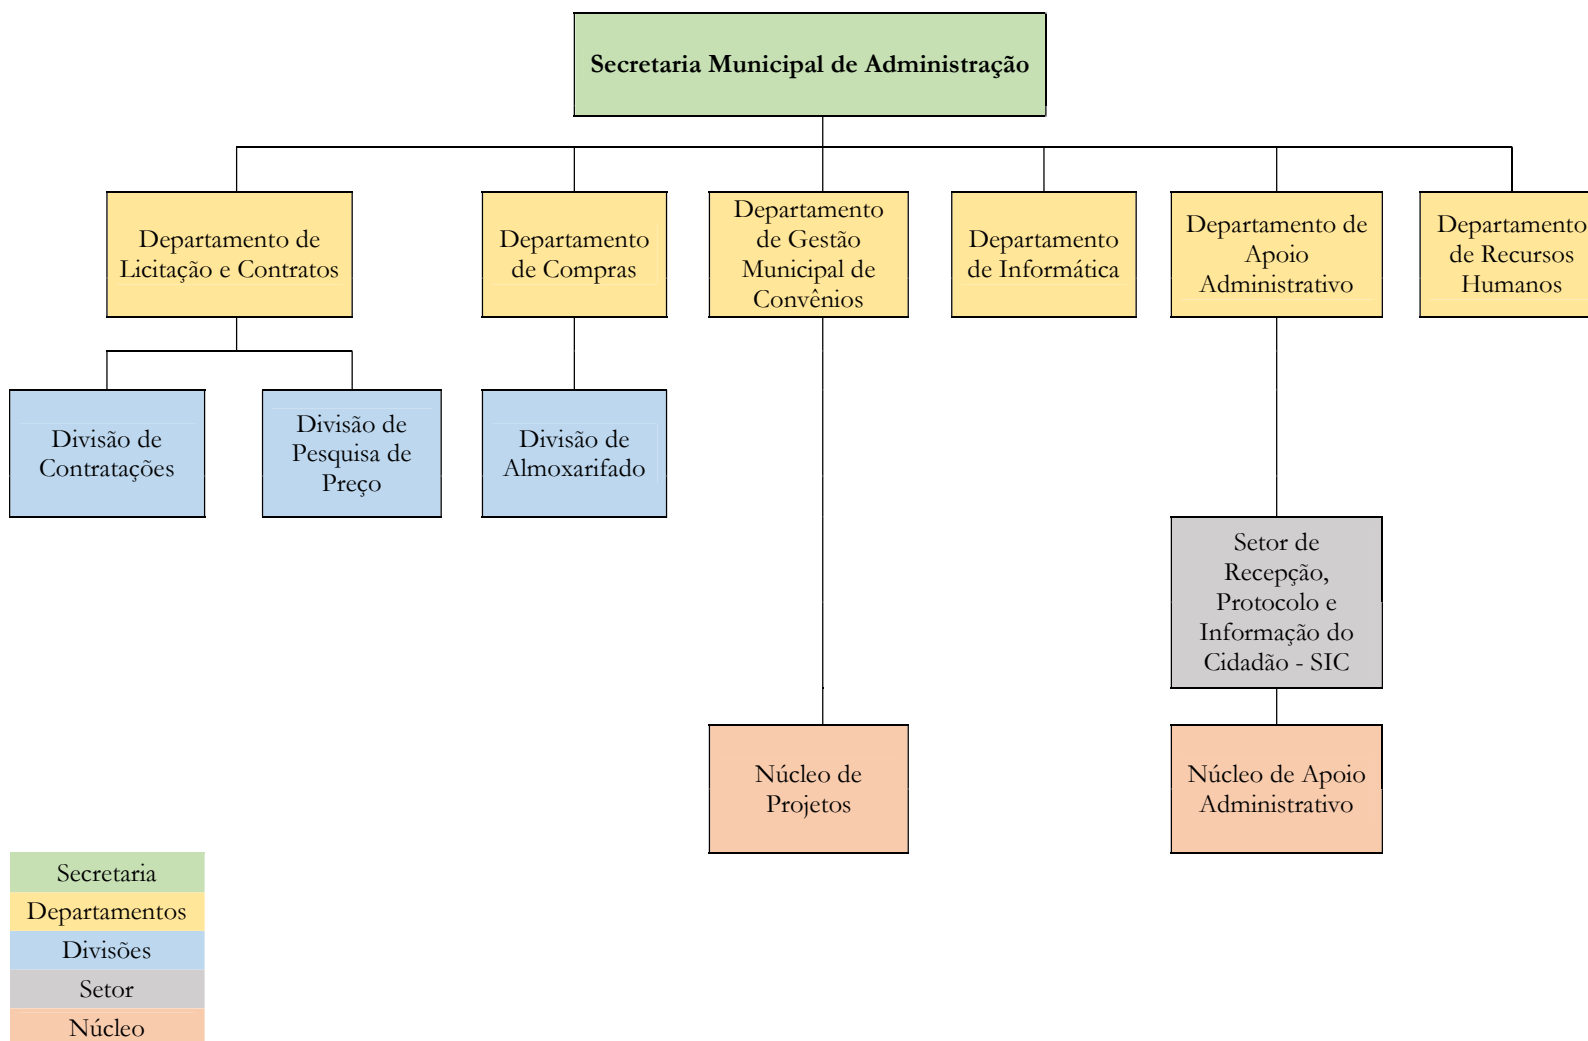 Secretaria Municipal de Administração
Departamento de
Licitação e Contratos
Departamento
de Compras
Departamento
de Gestão
Municipal de
Convênios
Departamento
de Informática
Departamento de
Apoio
Administrativo
Departamento
de Recursos
Humanos
Divisão de
Contratações
Divisão de
Pesquisa de
Preço
Divisão de
Almoxarifado
Setor de
Recepção,
Protocolo e
Informação do
Cidadão - SIC
Núcleo de
Projetos
Núcleo de Apoio
Administrativo
Secretaria
Departamentos
Divisões
Setor
Núcleo